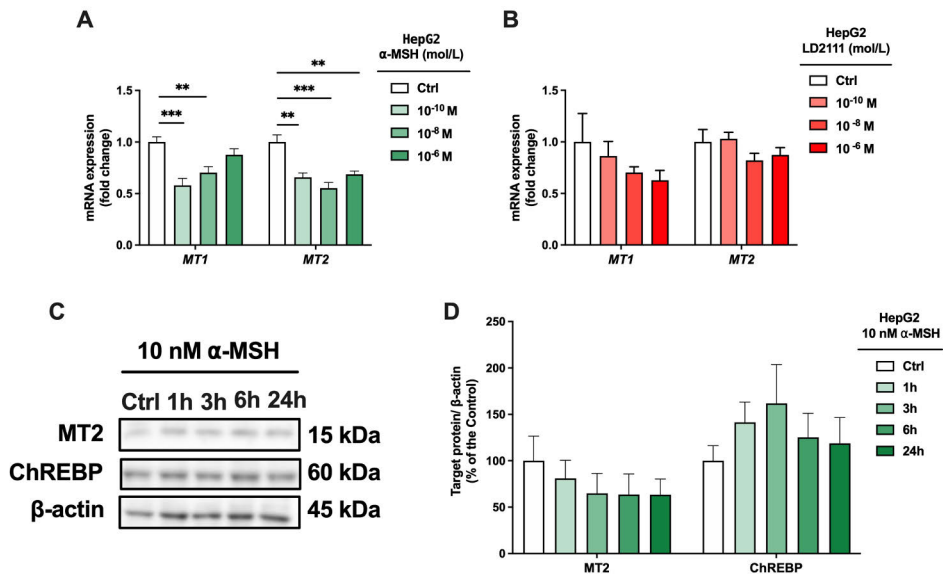 A
HepG2
α-MSH (mol/L)
Ctrl
10-10 M
10-8 M
10-6 M
mRNA expression
(fold change)
1.5
1.0
0.5
0.0
**
***
**
***
**
MT1
MT2
B
HepG2
LD2111 (mol/L)
Ctrl
10-10 M
10-8 M
10-6 M
mRNA expression
(fold change)
1.5
1.0
0.5
0.0
MT1
MT2
C
10 nM α-MSH
Ctrl 1h 3h 6h 24h
MT2 15 kDa
ChREBP 60 kDa
β-actin 45 kDa
D
HepG2
10 nM α-MSH
Ctrl
1h
3h
6h
24h
Target protein/ β-actin
(% of the Control)
250
200
150
100
50
0
MT2
ChREBP